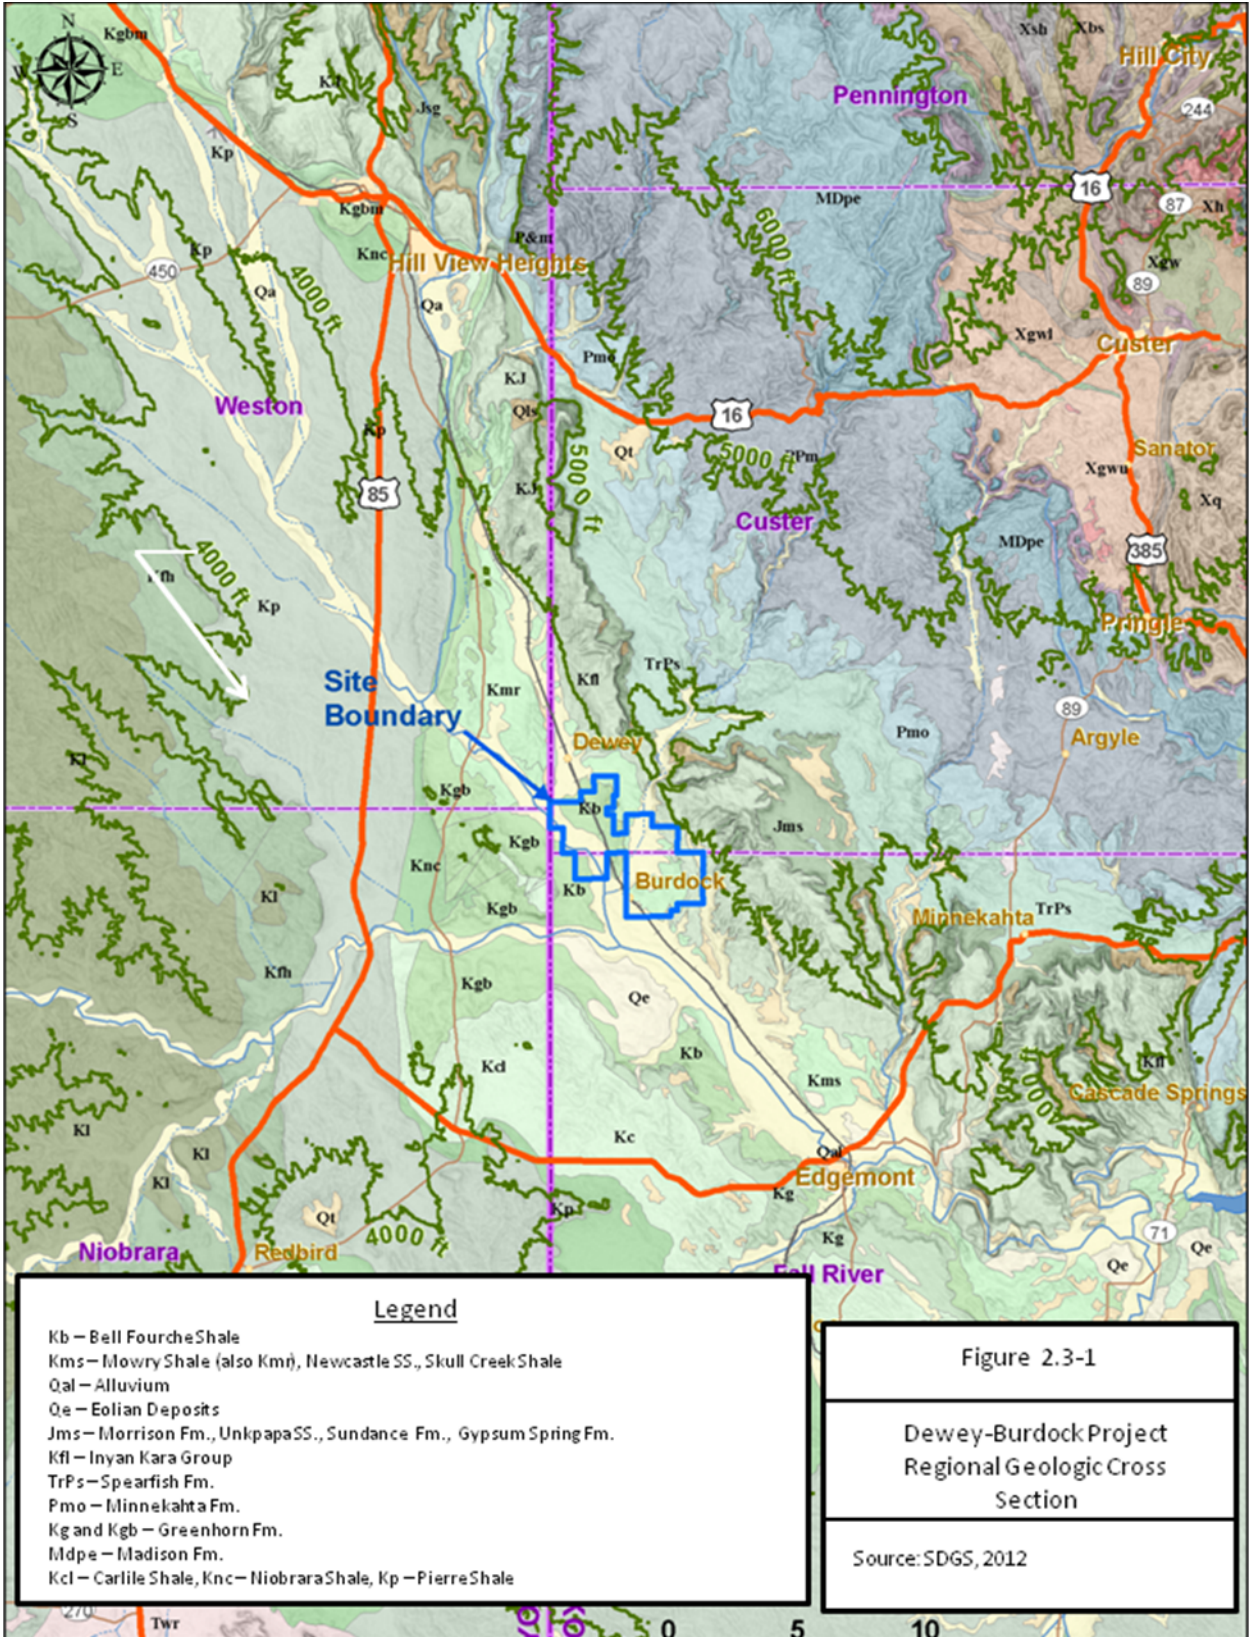 N
Kgbm
Xsh
Xbs
Hill City
W
E
KJ
Pennington
Jsg
244
S
Kp
16
MDpe
87
Xh
Kgbm
6000 ft
P&m
Kp
Knc
Hill View Heights
Xgw
450
89
4000 ft
Qa
Qa
Xgwl
Custer
Pmo
KJ
Weston
Qls
16
Kp
5000 ft
Qt
5000 ft
Sanator
Xgwu
KJ
85
Xq
Custer
MDpe
385
4000 ft
Kfh
Kp
Pringle
TrPs
Site
Boundary
Kfl
Kmr
89
Pmo
Argyle
Dewey
Kl
Kgb
Kb
Jms
Kgb
Knc
Burdock
Kb
Kl
Kgb
Minnekahta
TrPs
Kfh
Kgb
Qe
Kb
Kcl
Kfl
Kms
Cascade Springs
Kl
Kc
Kl
Qal
Edgemont
Kl
Kg
Kp
Qt
4000 ft
71
Kg
Qe
Niobrara
Redbird
Qe
Fall River
Legend
Kb – Bell Fourche Shale
Kms – Mowry Shale (also Kmr), Newcastle SS., Skull Creek Shale
Qal – Alluvium
Qe – Eolian Deposits
Jms – Morrison Fm., Unkpapa SS., Sundance Fm., Gypsum Spring Fm.
Kfl – Inyan Kara Group
TrPs – Spearfish Fm.
Pmo – Minnekahta Fm.
Kg and Kgb – Greenhorn Fm.
Mdpe – Madison Fm.
Kcl – Carlile Shale, Knc – Niobrara Shale, Kp – Pierre Shale
Figure 2.3-1
Dewey-Burdock Project
Regional Geologic Cross
Section
Source: SDGS, 2012
270
Twr
0 5 10